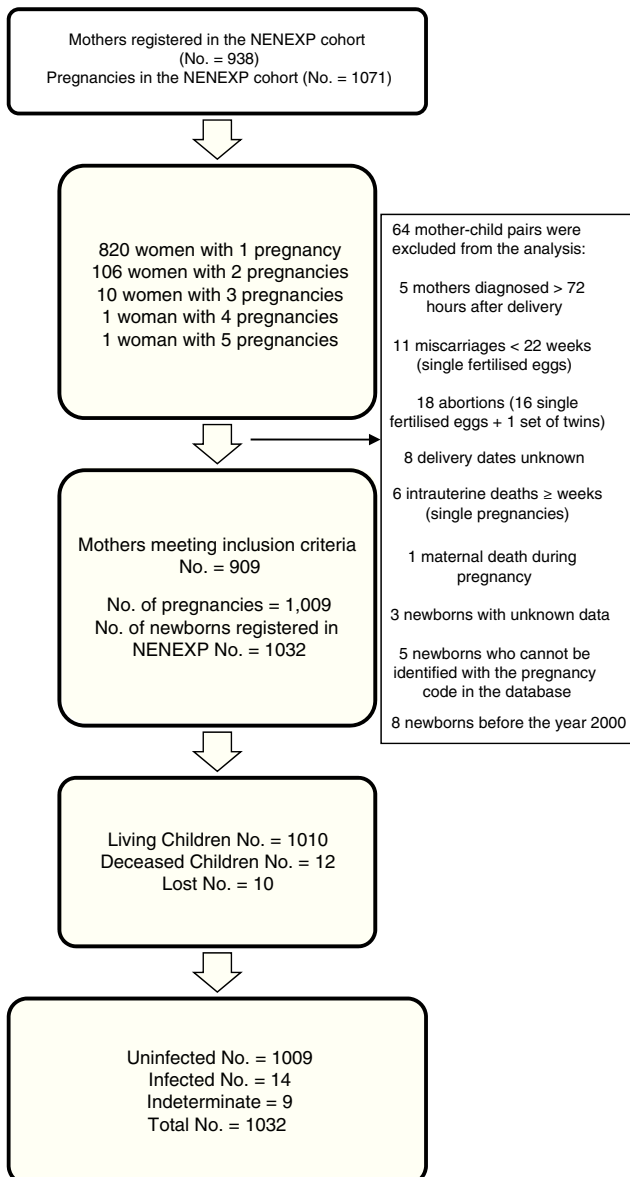 Mothers registered in the NENEXP cohort
(No. = 938)
Pregnancies in the NENEXP cohort (No. = 1071)
820 women with 1 pregnancy
106 women with 2 pregnancies
10 women with 3 pregnancies
1 woman with 4 pregnancies
1 woman with 5 pregnancies
64 mother-child pairs were
excluded from the analysis:
5 mothers diagnosed > 72
hours after delivery
11 miscarriages < 22 weeks
(single fertilised eggs)
18 abortions (16 single
fertilised eggs + 1 set of twins)
8 delivery dates unknown
6 intrauterine deaths ≥ weeks
(single pregnancies)
1 maternal death during
pregnancy
3 newborns with unknown data
5 newborns who cannot be
identified with the pregnancy
code in the database
8 newborns before the year 2000
Mothers meeting inclusion criteria
No. = 909
No. of pregnancies = 1,009
No. of newborns registered in
NENEXP No. = 1032
Living Children No. = 1010
Deceased Children No. = 12
Lost No. = 10
Uninfected No. = 1009
Infected No. = 14
Indeterminate = 9
Total No. = 1032